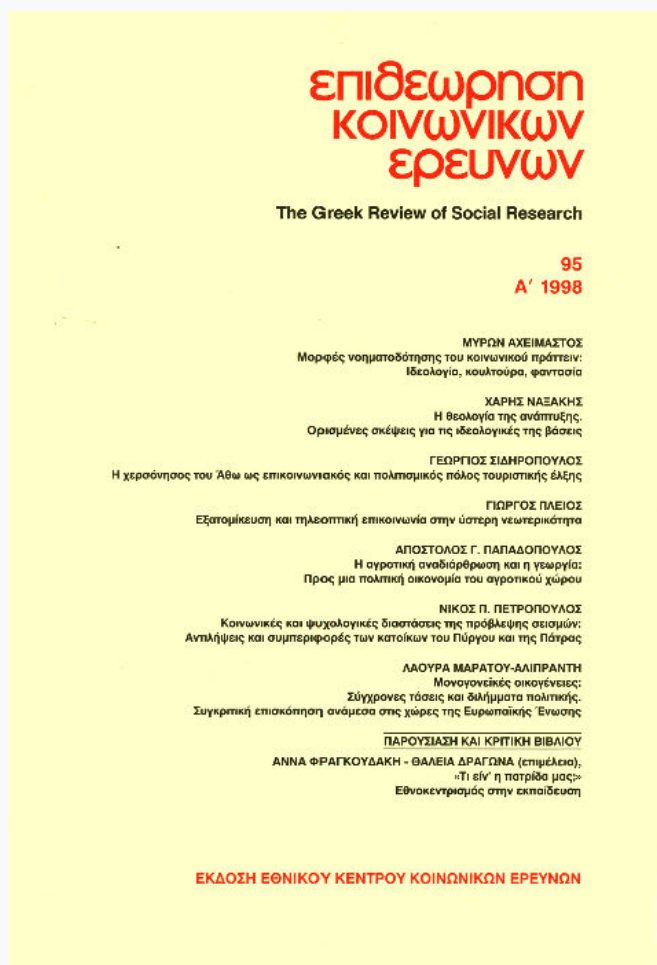 επιθεωρηση
κοινωνικων
ερευνων
The Greek Review of Social Research
95
Α΄ 1998
ΜΥΡΩΝ ΑΧΕΙΜΑΣΤΟΣ
Μορφές νοηματοδότησης του κοινωνικού πράττειν:
Ιδεολογία, κουλτούρα, φαντασία
ΧΑΡΗΣ ΝΑΞΑΚΗΣ
Η θεολογία της ανάπτυξης.
Ορισμένες σκέψεις για τις ιδεολογικές της βάσεις
ΓΕΩΡΓΙΟΣ ΣΙΔΗΡΟΠΟΥΛΟΣ
Η χερσόνησος του Άθω ως επικοινωνιακός και πολιτισμικός πόλος τουριστικής έλξης
ΓΙΩΡΓΟΣ ΠΛΕΙΟΣ
Εξατομίκευση και τηλεοπτική επικοινωνία στην ύστερη νεωτερικότητα
ΑΠΟΣΤΟΛΟΣ Γ. ΠΑΠΑΔΟΠΟΥΛΟΣ
Η αγροτική αναδιάρθρωση και η γεωργία:
Προς μια πολιτική οικονομία του αγροτικού χώρου
ΝΙΚΟΣ Π. ΠΕΤΡΟΠΟΥΛΟΣ
Κοινωνικές και ψυχολογικές διαστάσεις της πρόβλεψης σεισμών:
Αντιλήψεις και συμπεριφορές των κατοίκων του Πύργου και της Πάτρας
ΛΑΟΥΡΑ ΜΑΡΑΤΟΥ-ΑΛΙΠΡΑΝΤΗ
Μονογονεϊκές οικογένειες:
Σύγχρονες τάσεις και διλήμματα πολιτικής.
Συγκριτική επισκόπηση ανάμεσα στις χώρες της Ευρωπαϊκής Ένωσης
ΠΑΡΟΥΣΙΑΣΗ ΚΑΙ ΚΡΙΤΙΚΗ ΒΙΒΛΙΟΥ
ΑΝΝΑ ΦΡΑΓΚΟΥΔΑΚΗ - ΘΑΛΕΙΑ ΔΡΑΓΩΝΑ (επιμέλεια),
«Τι είν' η πατρίδα μας;»
Εθνοκεντρισμός στην εκπαίδευση
ΕΚΔΟΣΗ ΕΘΝΙΚΟΥ ΚΕΝΤΡΟΥ ΚΟΙΝΩΝΙΚΩΝ ΕΡΕΥΝΩΝ